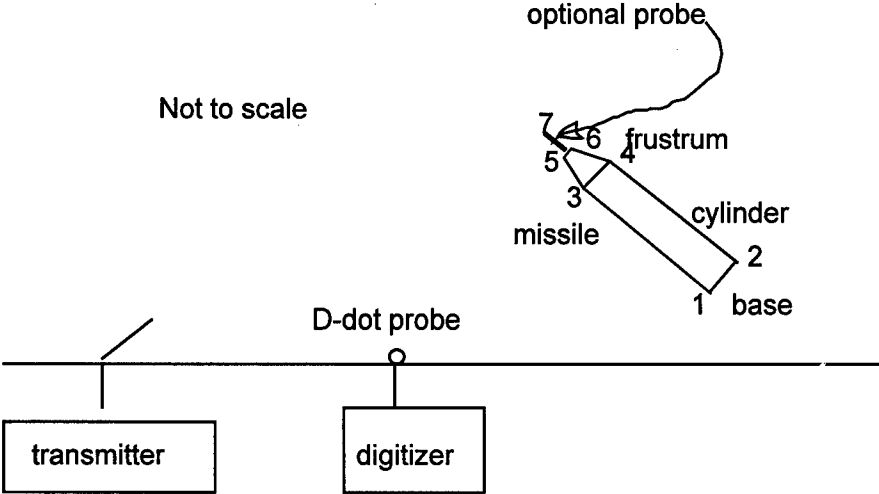 optional probe
Not to scale
7
6 frustrum
5
4
3
cylinder
missile
2
1 base
D-dot probe
transmitter
digitizer